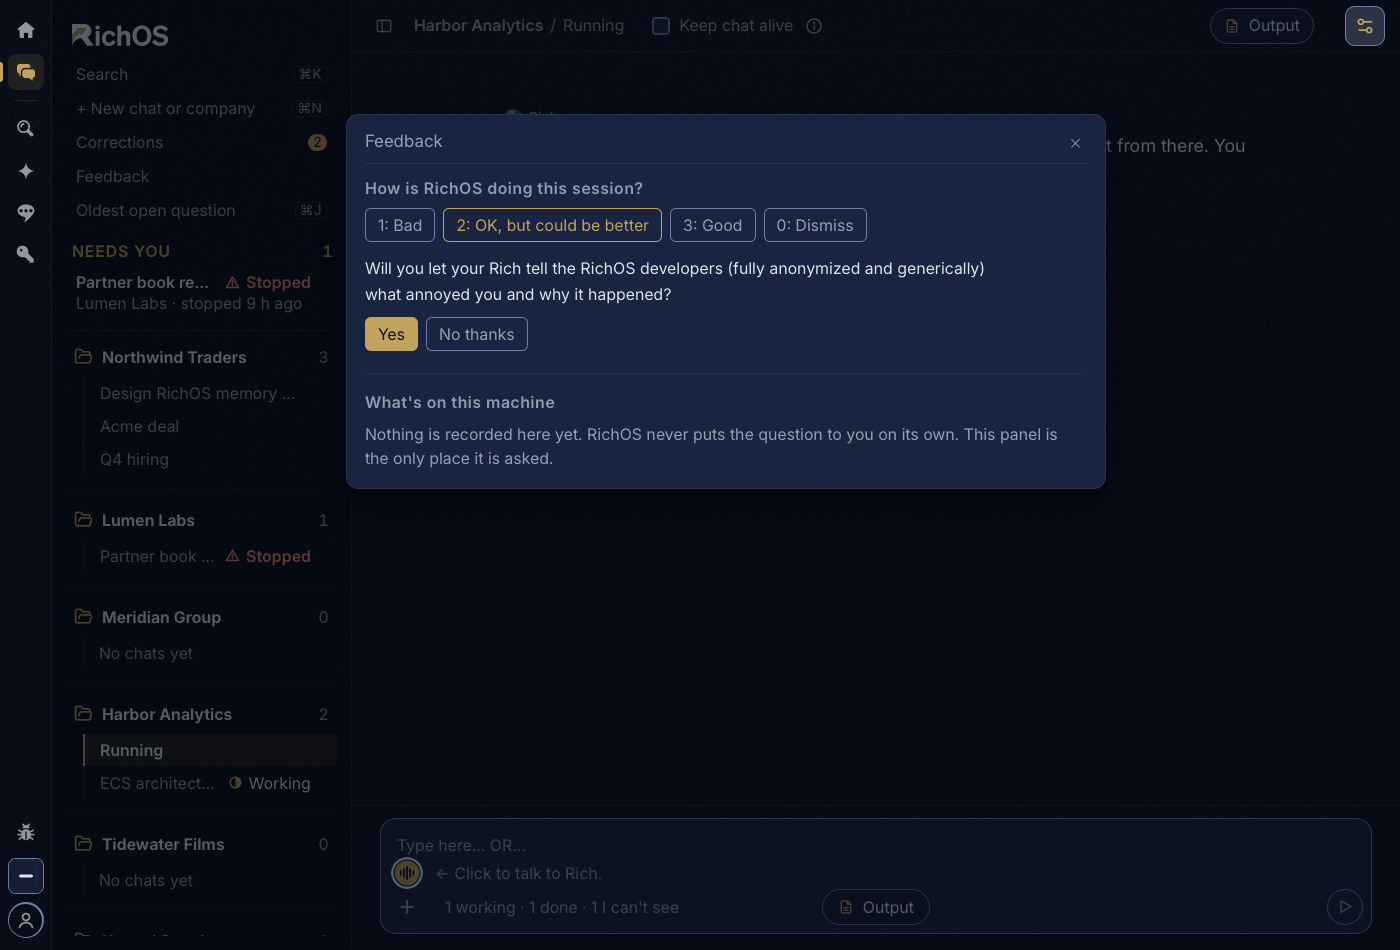 RichOS
Search ⌘K
+ New chat or company ⌘N
Corrections 2
Feedback
Oldest open question ⌘J
NEEDS YOU 1
Partner book re... Stopped
Lumen Labs · stopped 9 h ago
Northwind Traders 3
Design RichOS memory ...
Acme deal
Q4 hiring
Lumen Labs 1
Partner book ... Stopped
Meridian Group 0
No chats yet
Harbor Analytics 2
Running
ECS architect... Working
Tidewater Films 0
No chats yet
Harbor Analytics / Running
Keep chat alive
Output
t from there. You
Feedback
How is RichOS doing this session?
1: Bad
2: OK, but could be better
3: Good
0: Dismiss
Will you let your Rich tell the RichOS developers (fully anonymized and generically)
what annoyed you and why it happened?
Yes
No thanks
What's on this machine
Nothing is recorded here yet. RichOS never puts the question to you on its own. This panel is
the only place it is asked.
Type here... OR...
← Click to talk to Rich.
1 working · 1 done · 1 I can't see
Output